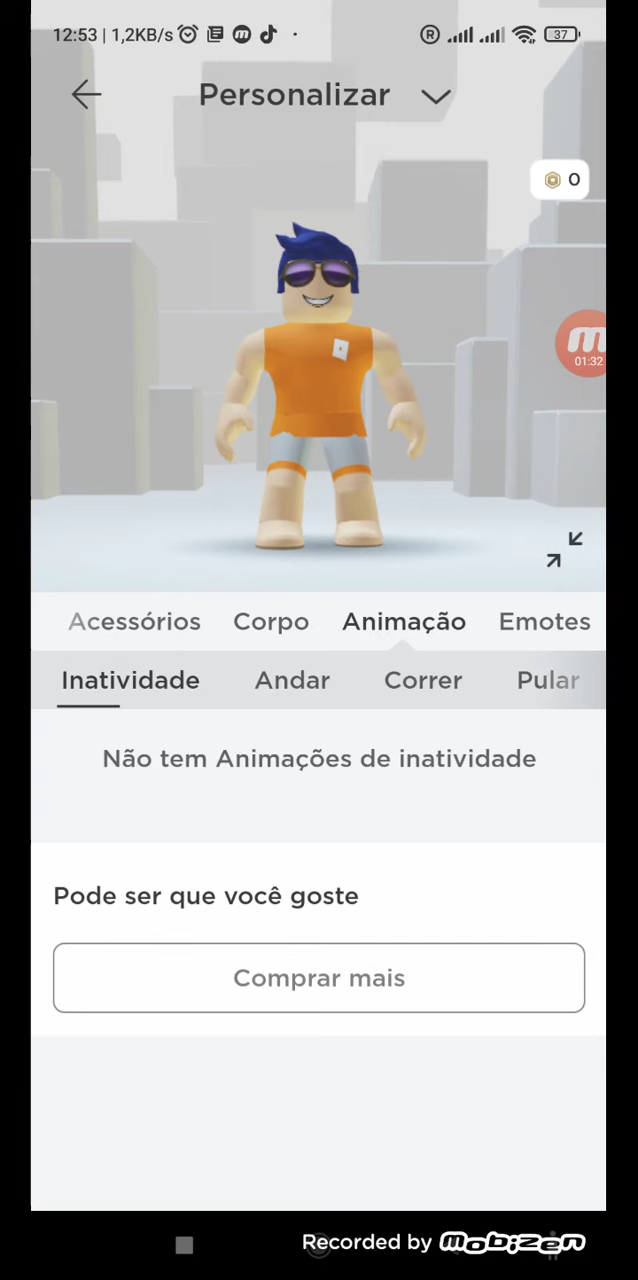 12:53 | 1,2KB/s
37
Personalizar
0
01:32
Acessórios Corpo Animação Emotes
Inatividade Andar Correr Pular
Não tem Animações de inatividade
Pode ser que você goste
Comprar mais
Recorded by mobizen